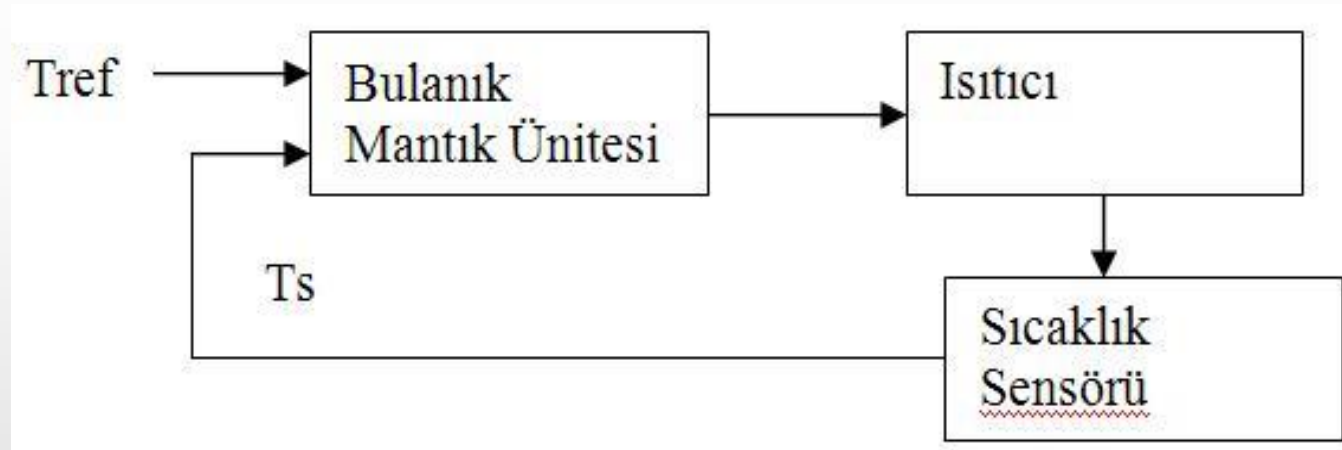 Tref
Bulanık
Mantık Ünitesi
Isıtıcı
Ts
Sıcaklık
Sensörü